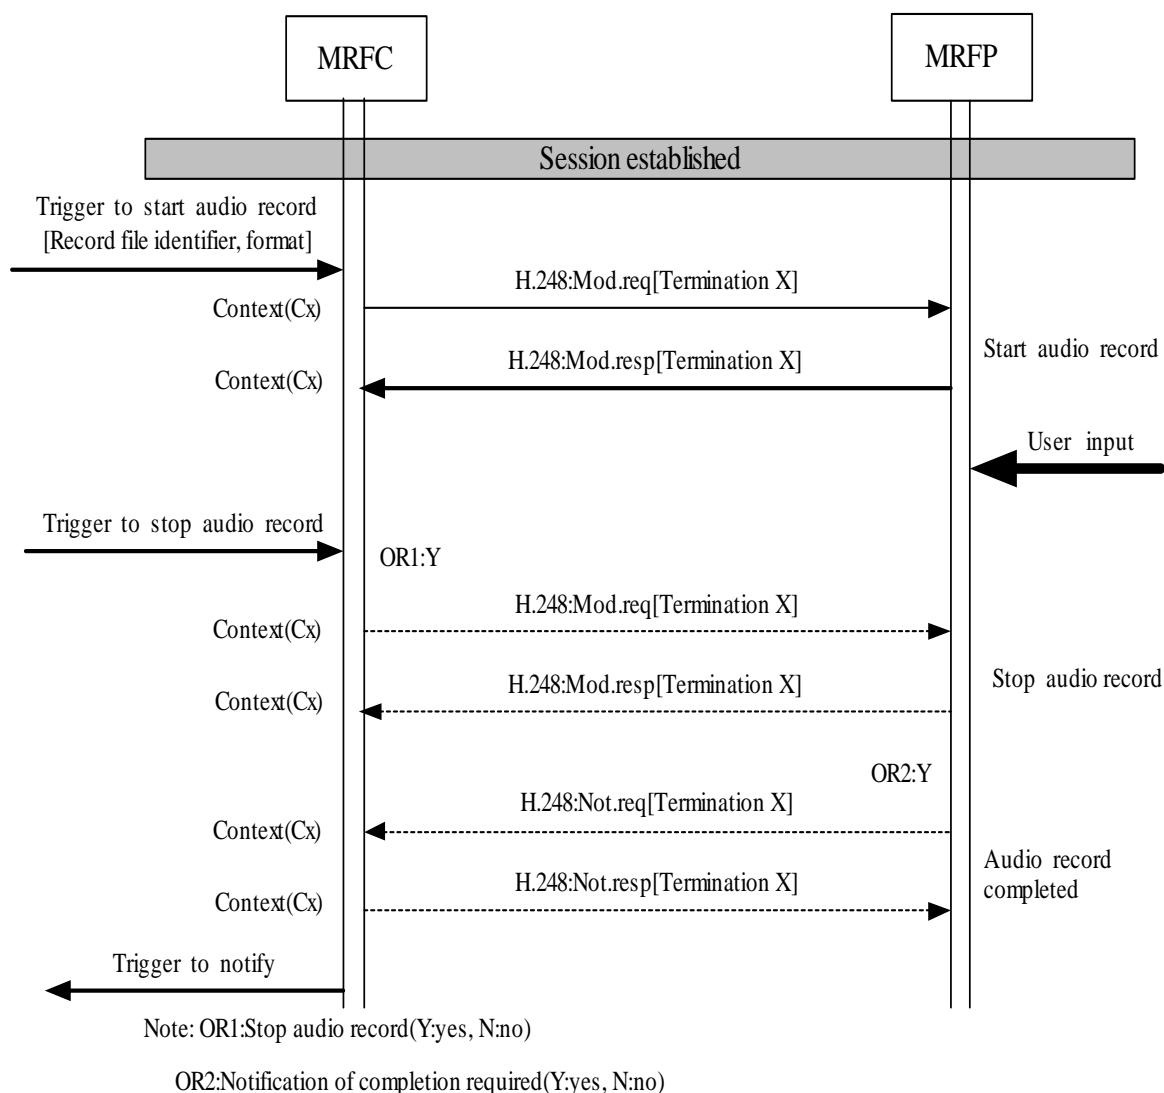 MRFC
MRFP
Session established
Trigger to start audio record
[Record file identifier, format]
H.248:Mod.req[Termination X]
Context(Cx)
Start audio record
H.248:Mod.resp[Termination X]
Context(Cx)
User input
Trigger to stop audio record
OR1:Y
H.248:Mod.req[Termination X]
Context(Cx)
H.248:Mod.resp[Termination X]
Stop audio record
Context(Cx)
OR2:Y
H.248:Not.req[Termination X]
Context(Cx)
Audio record
completed
H.248:Not.resp[Termination X]
Context(Cx)
Trigger to notify
Note: OR1:Stop audio record(Y:yes, N:no)
OR2:Notification of completion required(Y:yes, N:no)